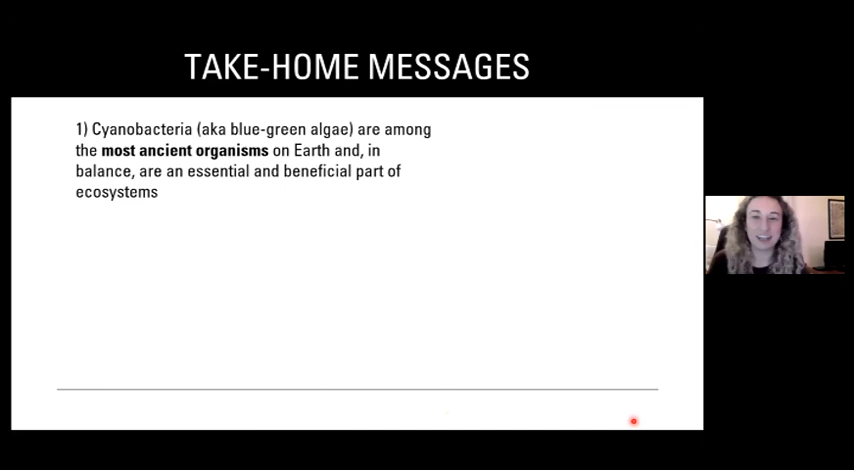 TAKE-HOME MESSAGES
1) Cyanobacteria (aka blue-green algae) are among
the most ancient organisms on Earth and, in
balance, are an essential and beneficial part of
ecosystems